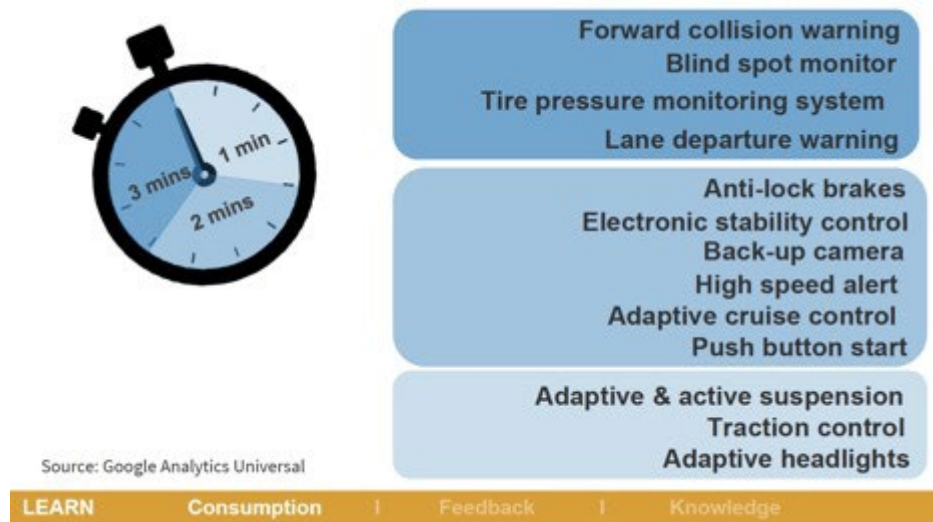 1 min
3 mins
2 mins
Forward collision warning
Blind spot monitor
Tire pressure monitoring system
Lane departure warning
Anti-lock brakes
Electronic stability control
Back-up camera
High speed alert
Adaptive cruise control
Push button start
Adaptive & active suspension
Traction control
Adaptive headlights
Source: Google Analytics Universal
LEARN Consumption | Feedback | Knowledge